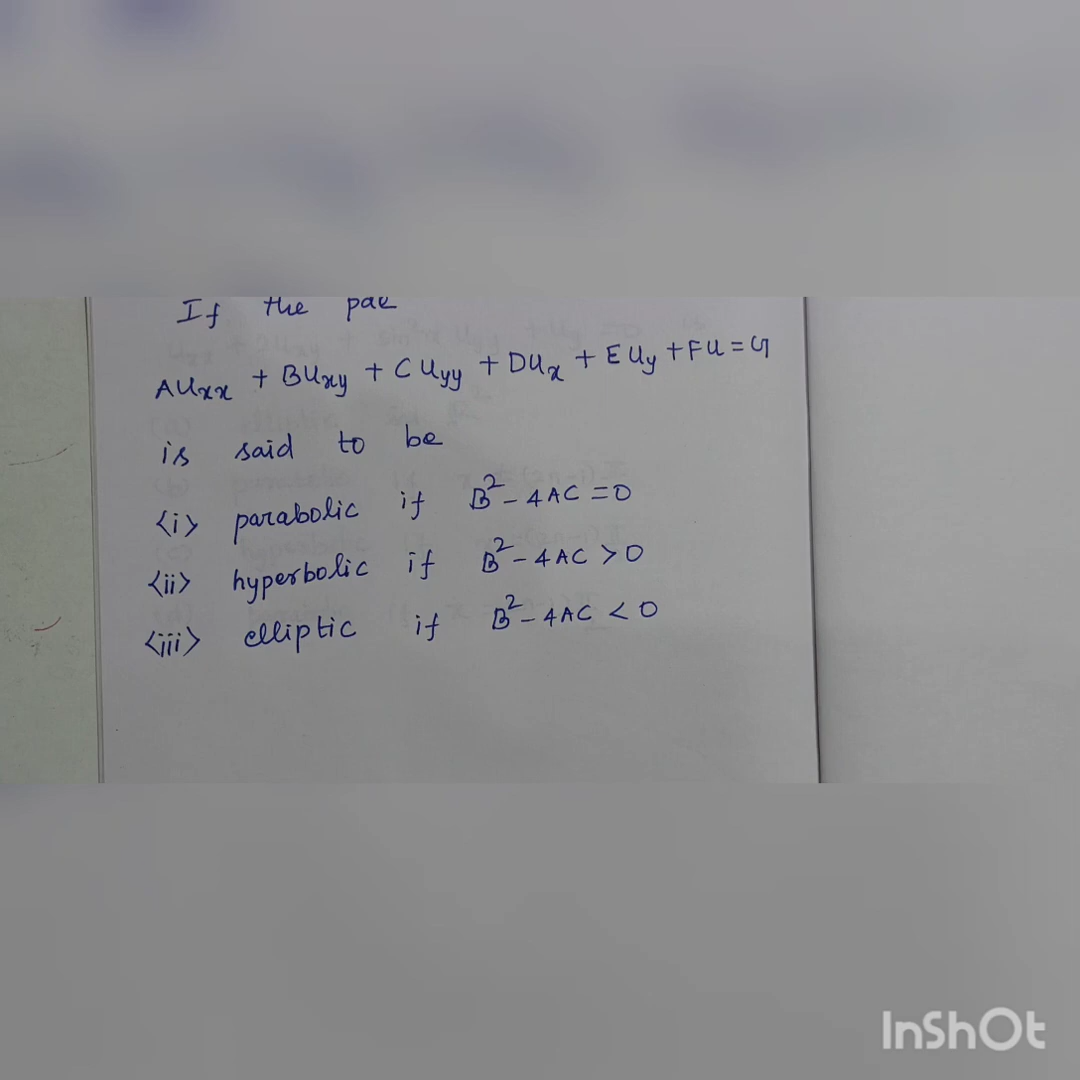 If the pde
AUxx + BUxy + CUyy + DUx + EUy + FU = G
is said to be
<i> parabolic if B² - 4AC = 0
<ii> hyperbolic if B² - 4AC > 0
<iii> elliptic if B² - 4AC < 0
InShOt